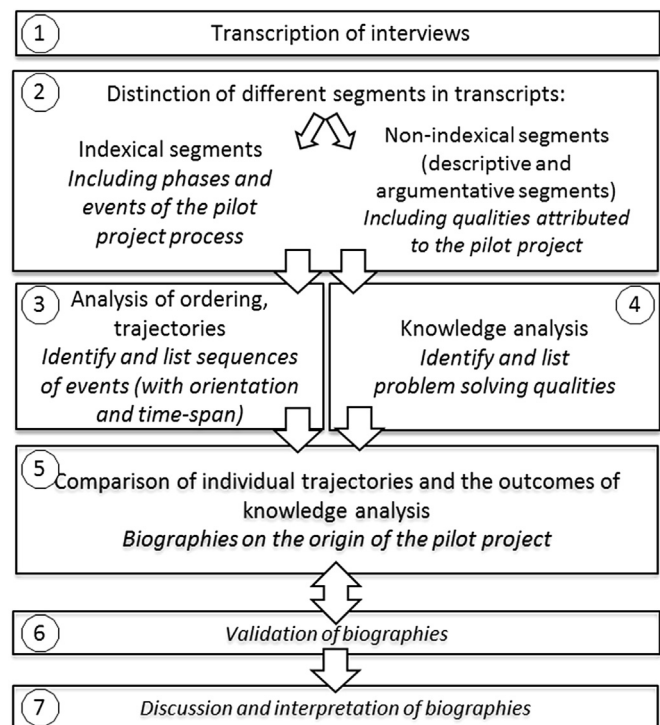 1
Transcription of interviews
2
Distinction of different segments in transcripts:
Indexical segments
Including phases and
events of the pilot
project process
Non-indexical segments
(descriptive and
argumentative segments)
Including qualities attributed
to the pilot project
3
Analysis of ordering,
trajectories
Identify and list sequences
of events (with orientation
and time-span)
4
Knowledge analysis
Identify and list
problem solving qualities
5
Comparison of individual trajectories and the outcomes of
knowledge analysis
Biographies on the origin of the pilot project
6
Validation of biographies
7
Discussion and interpretation of biographies